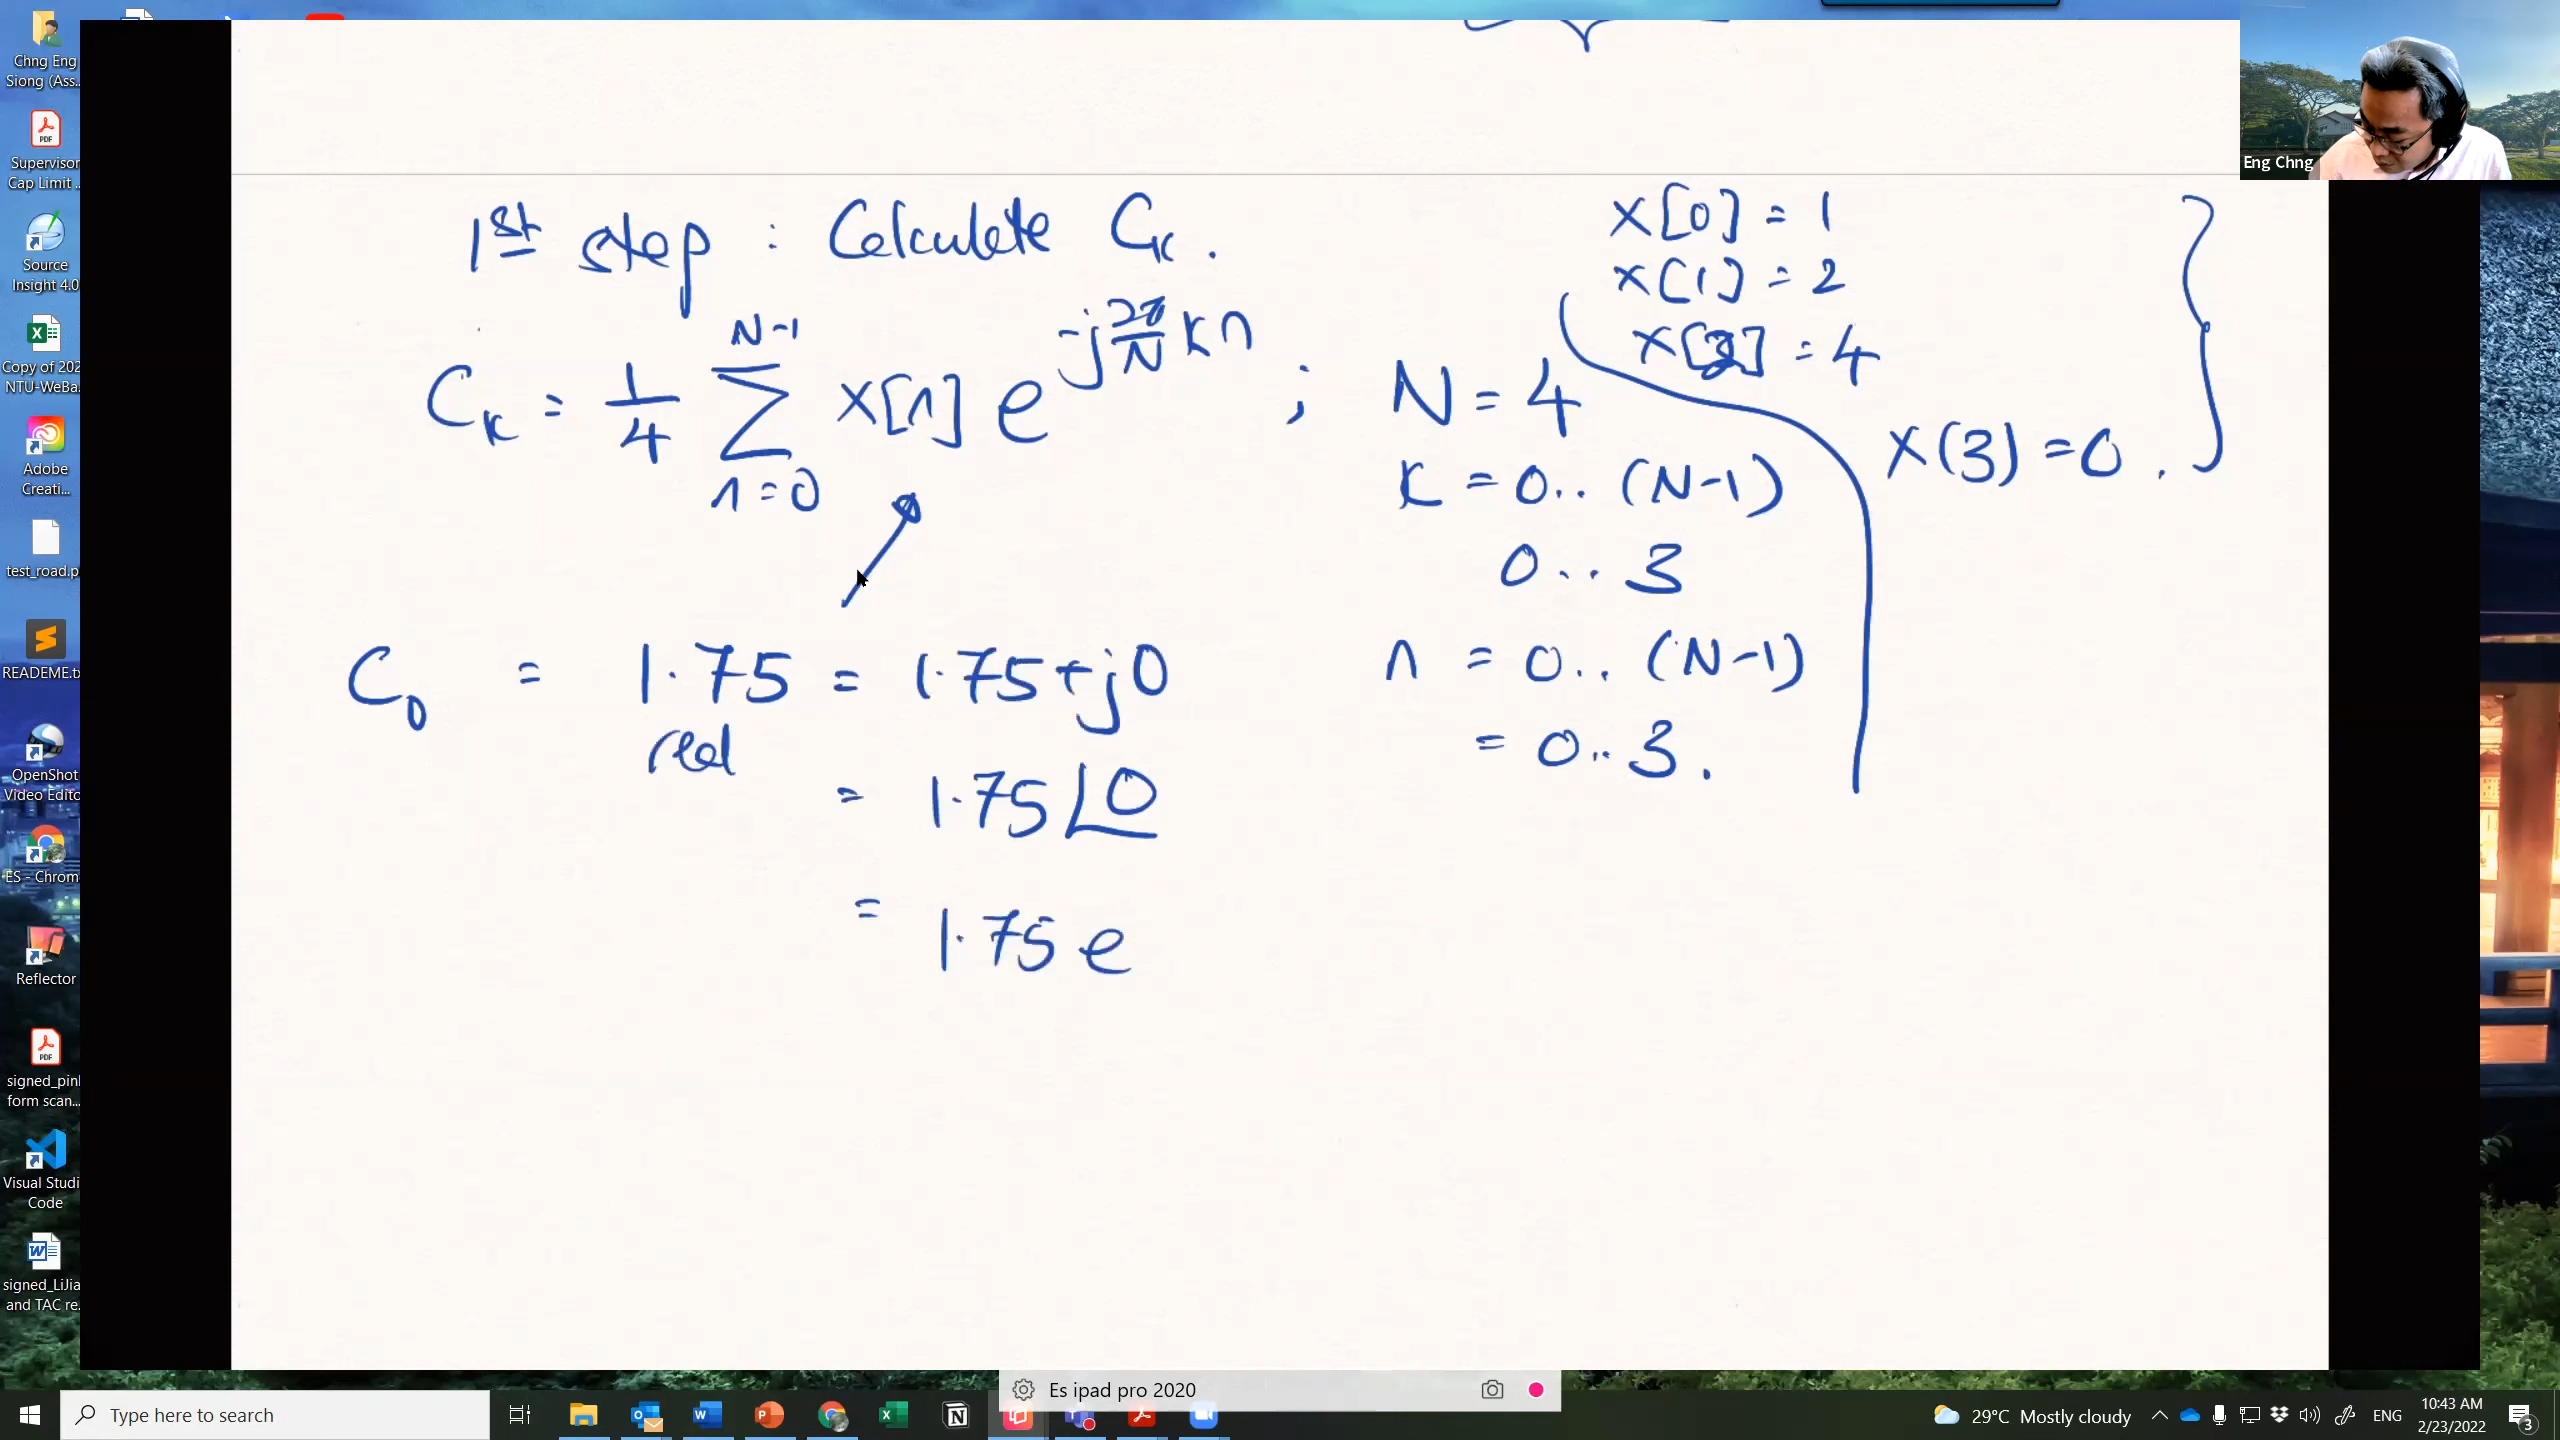 Chng Eng
Siong (Ass...
Supervisor
Cap Limit ...
Source
Insight 4.0
Copy of 202
NTU-WeBa.
Adobe
Creati...
test_road.p
READEME.tx
OpenShot
Video Edito
ES - Chrom
Reflector
signed_pinl
form scan...
Visual Studi
Code
signed_LiJia
and TAC re.
Eng Chng
1st step : Calculate Ck .
x[0] = 1
x[1] = 2
x[2] = 4
x(3) = 0 .
Ck = 1/4 Σ x[n] e^{-j 2π/N kn} ; N = 4
N-1
n=0
k = 0.. (N-1)
0.. 3
n = 0.. (N-1)
= 0..3 .
C0 = 1.75 = 1.75+j0
real
= 1.75∠0
= 1.75 e
Es ipad pro 2020
Type here to search
29°C Mostly cloudy
ENG
10:43 AM
2/23/2022
3